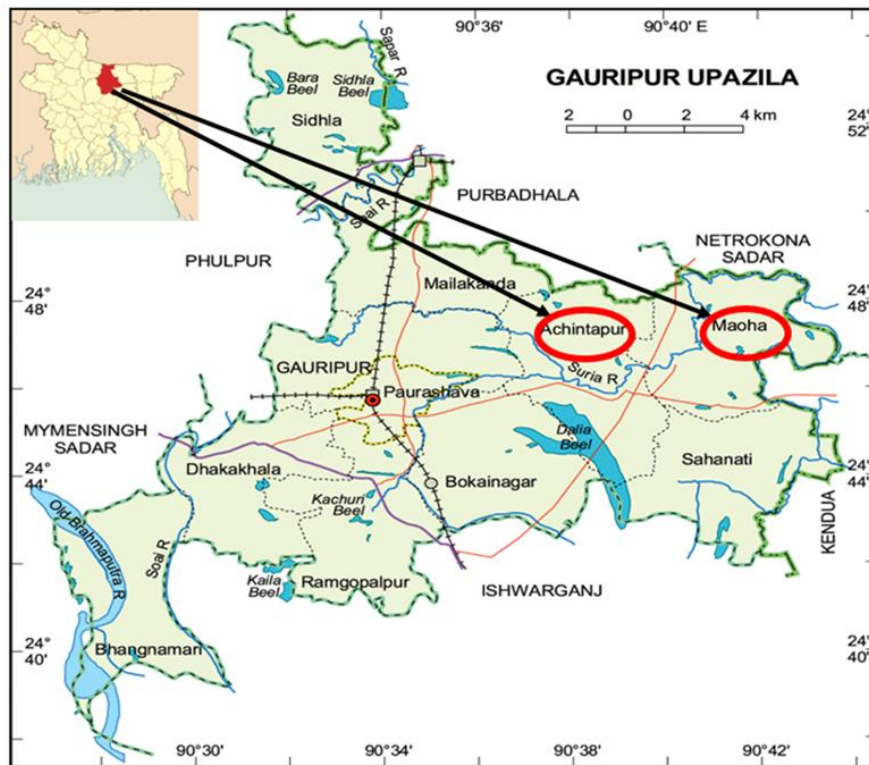 90°36'
90°40' E
GAURIPUR UPAZILA
2 0 2 4 km
24°
52'
Sapar R
Bara
Beel
Sidhla
Beel
Sidhla
PURBADHALA
Soai R
PHULPUR
NETROKONA
SADAR
24°
48'
Mailakanda
24°
48'
Achintapur
Maoha
GAURIPUR
Suria R
Paurashava
MYMENSINGH
SADAR
Dalia
Beel
Dhakakhala
Sahanati
24°
44'
24°
44'
Bokainagar
Kachuri
Beel
Old-Brahmaputra R
Soai R
KENDUA
Kaila
Beel
Ramgopalpur
ISHWARGANJ
24°
40'
24°
40'
Bhangnamari
90°30'
90°34'
90°38'
90°42'